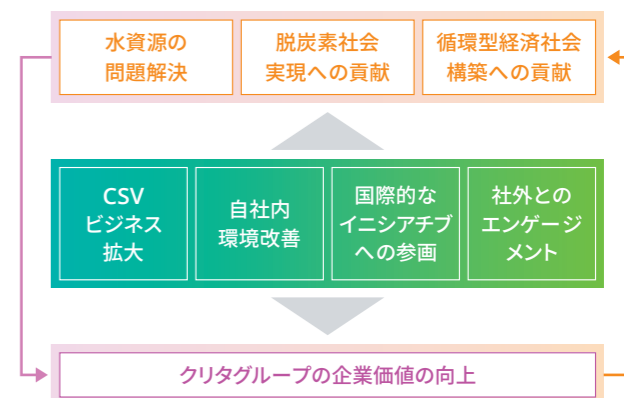 水資源の
問題解決
脱炭素社会
実現への貢献
循環型経済社会
構築への貢献
CSV
ビジネス
拡大
自社内
環境改善
国際的な
イニシアチブ
への参画
社外との
エンゲージ
メント
クリタグループの企業価値の向上